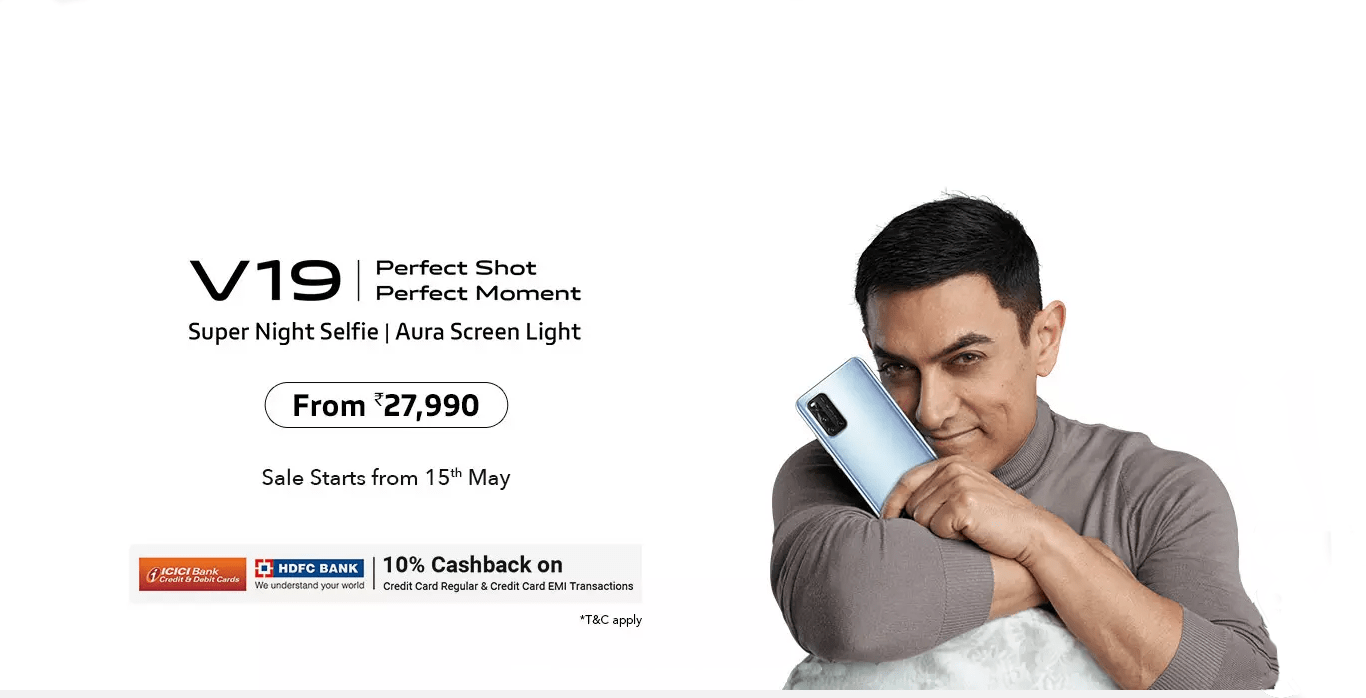 V19
Perfect Shot
Perfect Moment
Super Night Selfie | Aura Screen Light
From ₹27,990
Sale Starts from 15th May
ICICI Bank
Credit & Debit Cards
HDFC BANK
We understand your world
10% Cashback on
Credit Card Regular & Credit Card EMI Transactions
*T&C apply